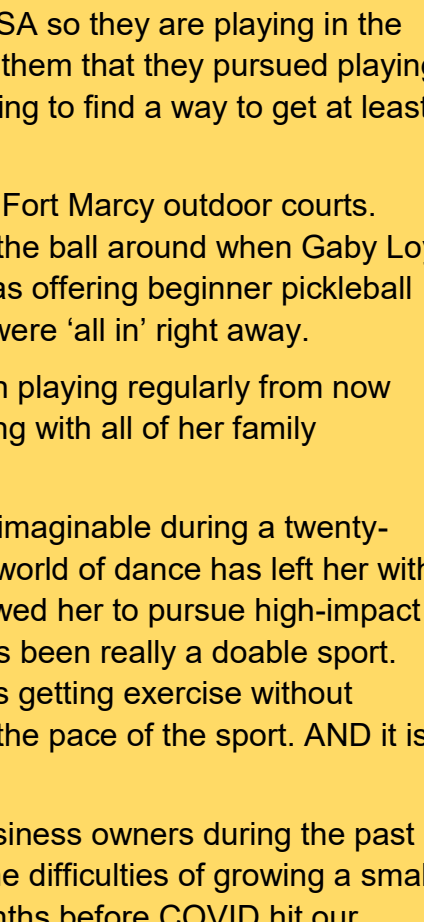 SA so they are playing in the
them that they pursued playing
ing to find a way to get at least
Fort Marcy outdoor courts.
the ball around when Gaby Lo
as offering beginner pickleball
were ‘all in’ right away.
n playing regularly from now
ng with all of her family
imaginable during a twenty-
world of dance has left her with
wed her to pursue high-impact
s been really a doable sport.
s getting exercise without
the pace of the sport. AND it is
siness owners during the past
e difficulties of growing a smal
nths before COVID hit our